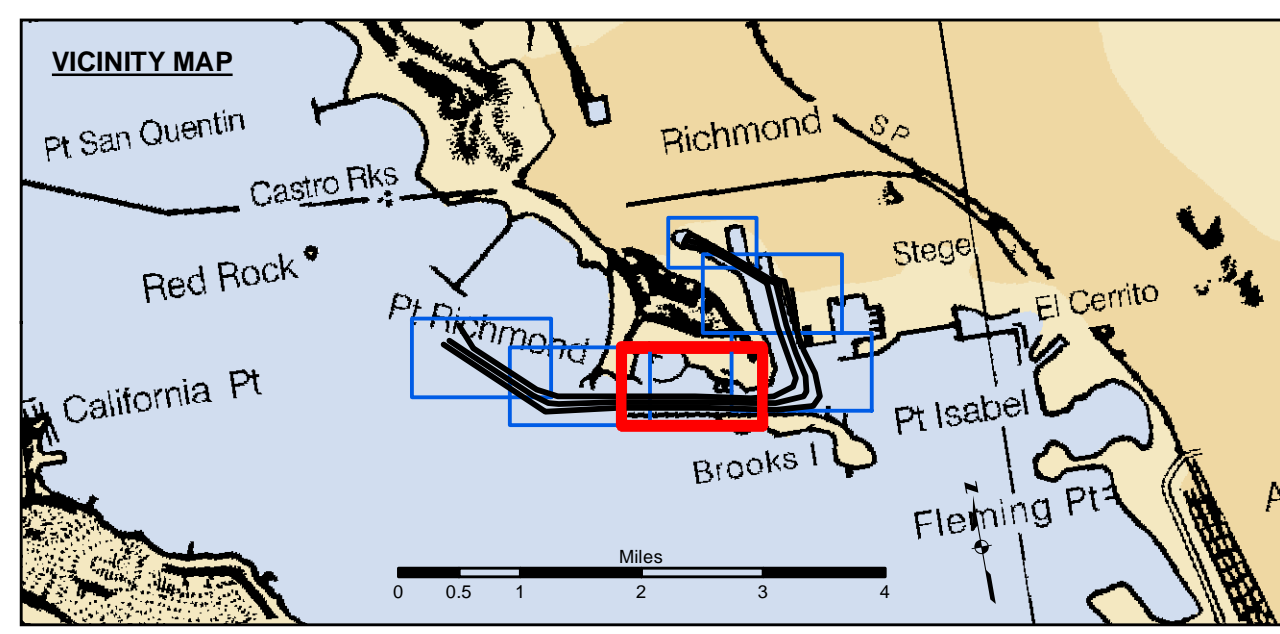 VICINITY MAP
Pt San Quentin
Richmond
S P
Castro Rks
Stege
Red Rock
El Cerrito
Pt Richmond
California Pt
Pt Isabel
Brooks I
Fleming Pt
A
Z
Miles
0 0.5 1 2 3 4